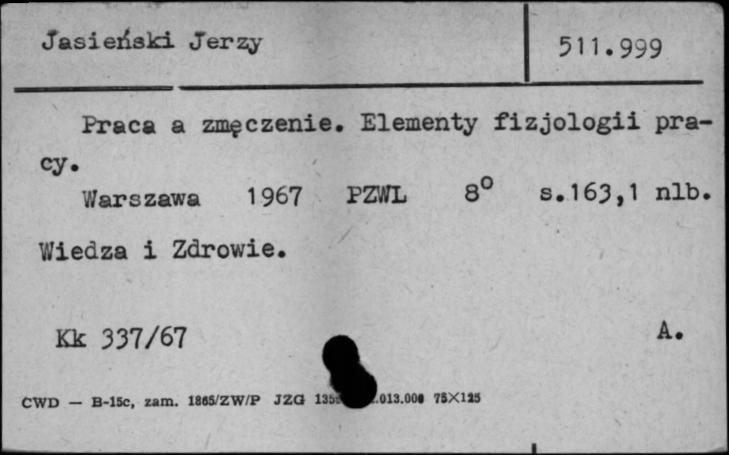 Jasieński Jerzy 511.999
Praca a zmęczenie. Elementy fizjologii pra-
cy.
Warszawa 1967 PZWL 8° s.163,1 nlb.
Wiedza i Zdrowie.
Kk 337/67 A.
CWD — B-15c, zam. 1865/ZW/P JZG .013.000 75X125